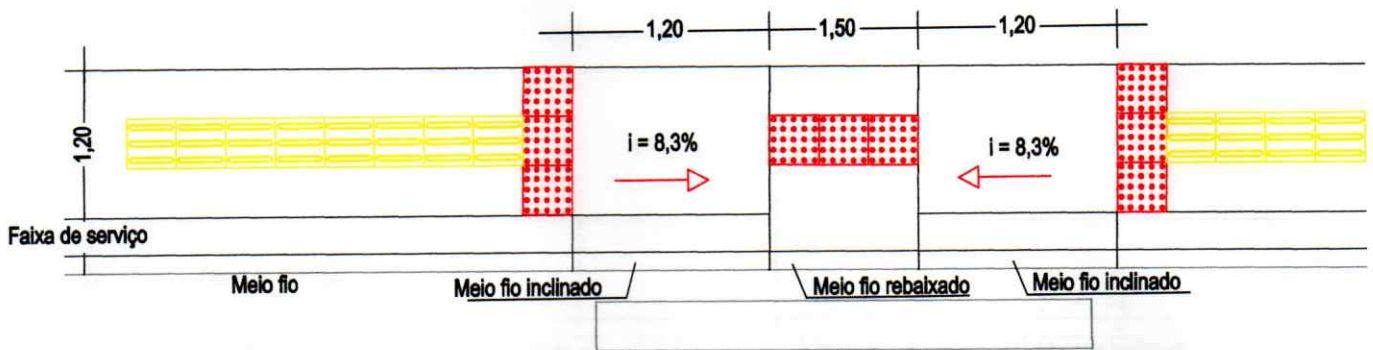 1,20 1,50 1,20
1,20
i = 8,3% i = 8,3%
Faixa de serviço
Meio fio Meio fio inclinado Meio fio rebaixado Meio fio inclinado